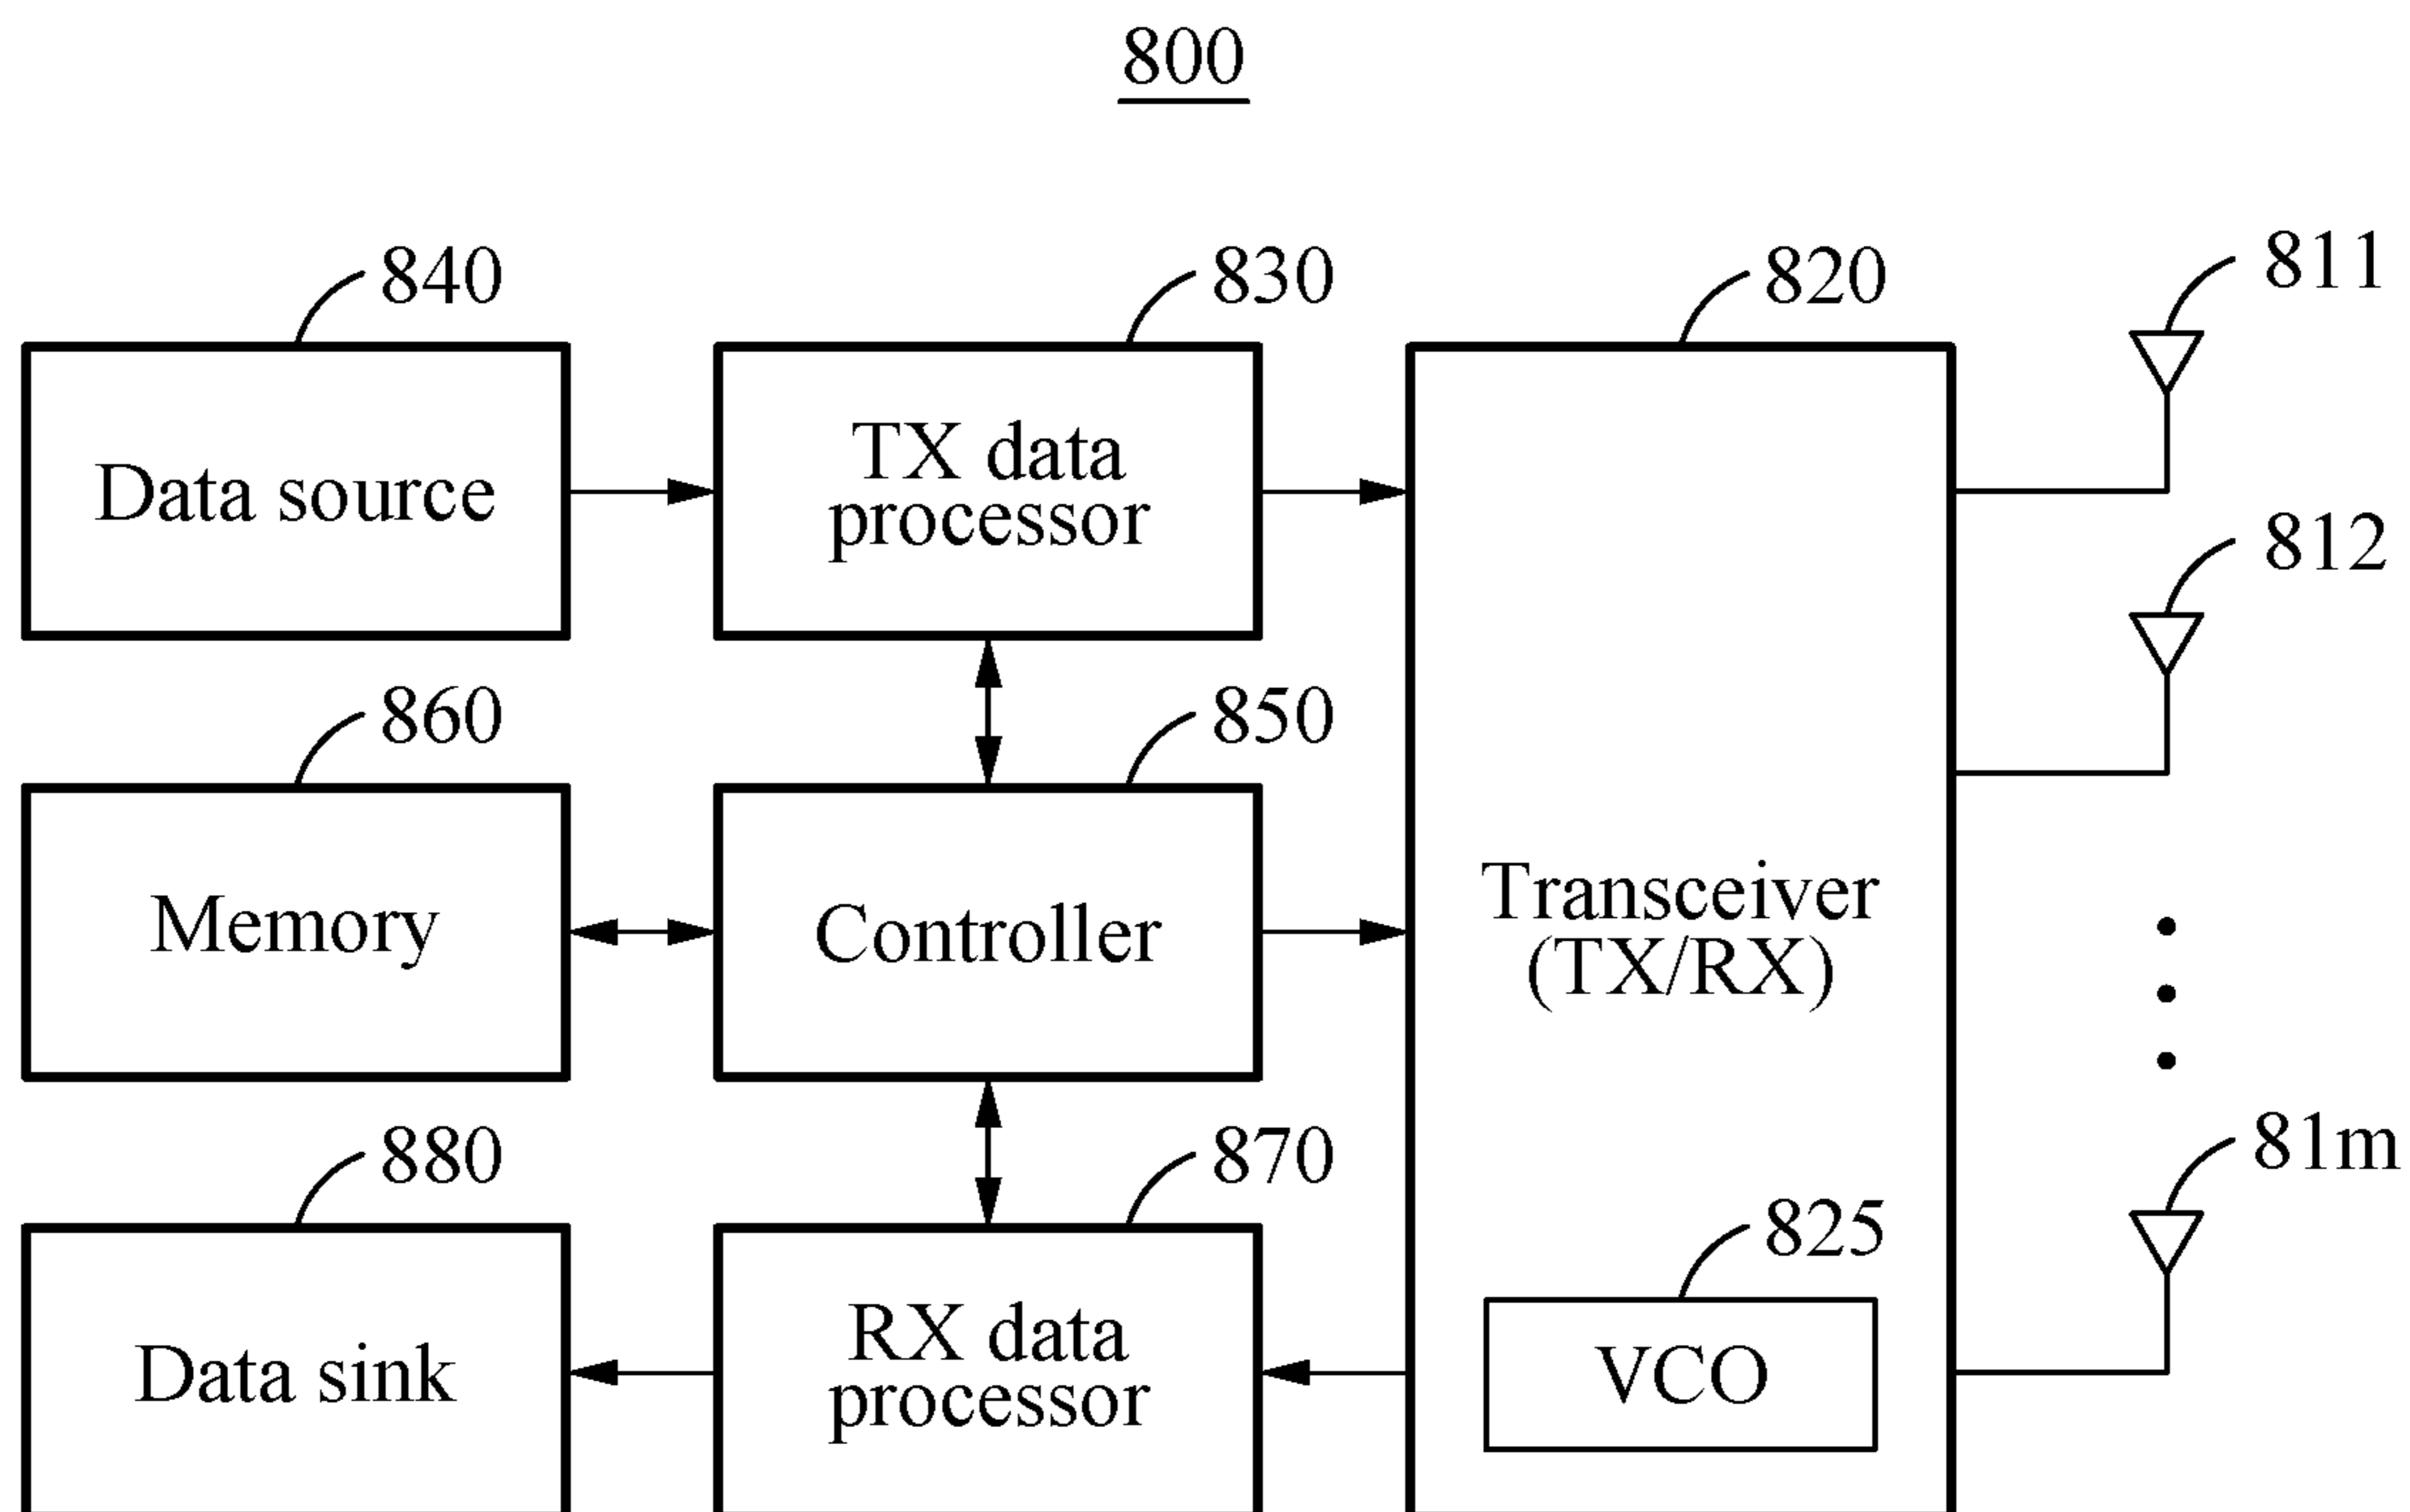 800
840
830
820
811
Data source
TX data
processor
812
860
850
Memory
Controller
Transceiver
(TX/RX)
880
870
81m
825
Data sink
RX data
processor
VCO